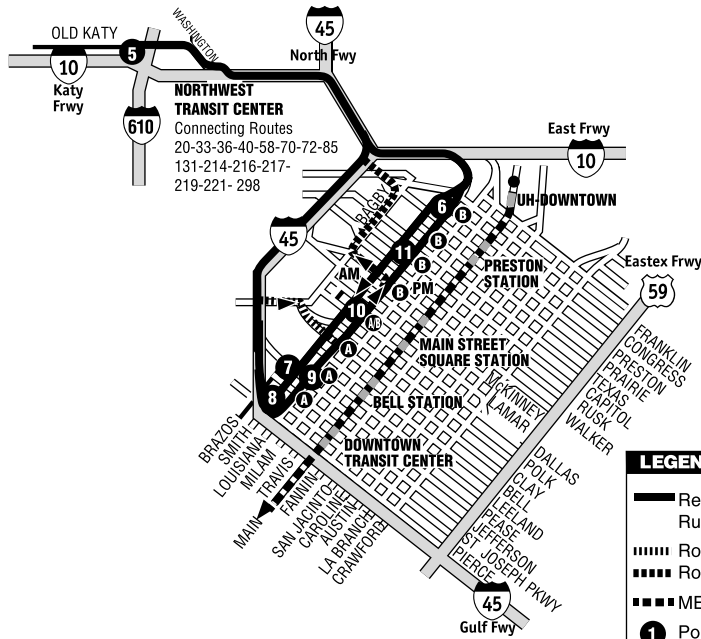 OLD KATY
5
WASHINGTON
45
North Fwy
10
Katy
Frwy
610
NORTHWEST
TRANSIT CENTER
Connecting Routes
20-33-36-40-58-70-72-85
131-214-216-217-
219-221- 298
East Fwy
10
UH-DOWNTOWN
BAGBY
6
B
B
45
11
B
PRESTON
STATION
Eastex Frwy
59
AM
B
PM
10
A/B
MAIN STREET
SQUARE STATION
A
7
9
A
8
A
BELL STATION
McKINNEY
LAMAR
DOWNTOWN
TRANSIT CENTER
FRANKLIN
CONGRESS
PRESTON
PRAIRIE
TEXAS
CAPITOL
RUSK
WALKER
DALLAS
POLK
CLAY
BELL
LEELAND
PEASE
JEFFERSON
ST. JOSEPH PKWY
PIERCE
BRAZOS
SMITH
LOUISIANA
MILAM
TRAVIS
MAIN
FANNIN
SAN JACINTO
CAROLINE
AUSTIN
LA BRANCH
CRAWFORD
45
Gulf Fwy
LEGEN
Re
Ru
Ro
Ro
ME
1 Po